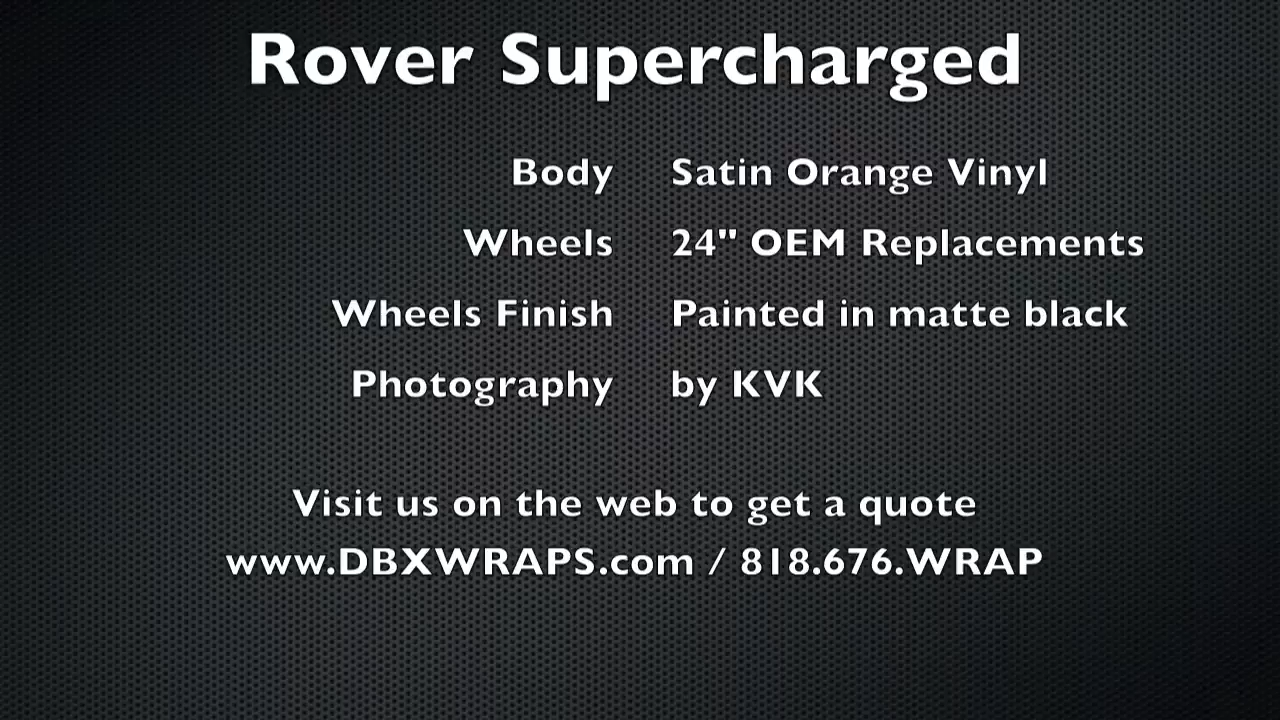 Rover Supercharged
Body Satin Orange Vinyl
Wheels 24" OEM Replacements
Wheels Finish Painted in matte black
Photography by KVK
Visit us on the web to get a quote
www.DBXWRAPS.com / 818.676.WRAP